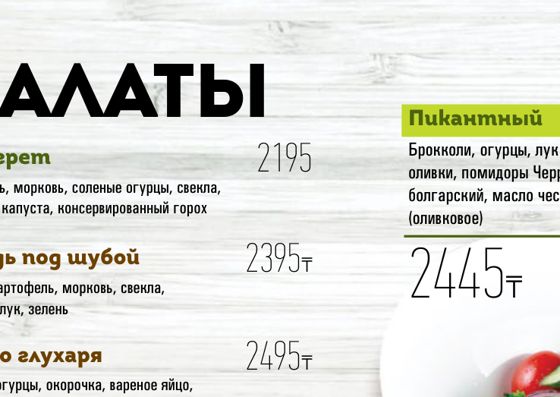 АЛАТЫ
ерет
2195
ь, морковь, соленые огурцы, свекла,
капуста, консервированный горох
дь под шубой
2395₸
артофель, морковь, свекла,
лук, зелень
о глухаря
2495₸
огурцы, окорочка, вареное яйцо,
Пикантный
Брокколи, огурцы, лук
оливки, помидоры Черр
болгарский, масло чес
(оливковое)
2445₸